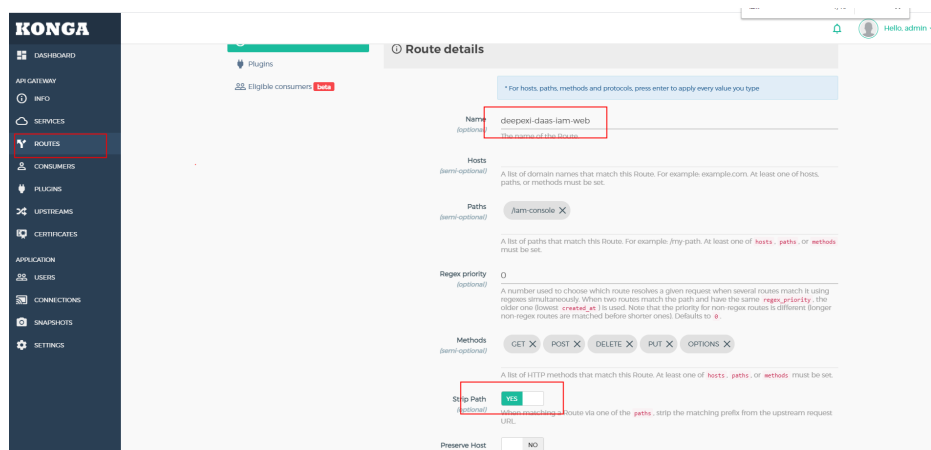 KONGA
Hello, admin
DASHBOARD
API GATEWAY
INFO
SERVICES
ROUTES
CONSUMERS
PLUGINS
UPSTREAMS
CERTIFICATES
APPLICATION
USERS
CONNECTIONS
SNAPSHOTS
SETTINGS
Plugins
Eligible consumers beta
Route details
* For hosts, paths, methods and protocols, press enter to apply every value you type
Name
(optional)
deepexi-daas-iam-web
The name of the Route.
Hosts
(semi-optional)
A list of domain names that match this Route. For example: example.com. At least one of hosts,
paths, or methods must be set.
Paths
(semi-optional)
/iam-console X
A list of paths that match this Route. For example: /my-path. At least one of hosts, paths, or methods
must be set.
Regex priority
(optional)
0
A number used to choose which route resolves a given request when several routes match it using
regexes simultaneously. When two routes match the path and have the same regex_priority, the
older one (lowest created_at) is used. Note that the priority for non-regex routes is different (longer
non-regex routes are matched before shorter ones). Defaults to 0.
Methods
(semi-optional)
GET X POST X DELETE X PUT X OPTIONS X
A list of HTTP methods that match this Route. At least one of hosts, paths, or methods must be set.
Strip Path
(optional)
YES
When matching a Route via one of the paths, strip the matching prefix from the upstream request
URL.
Preserve Host
NO